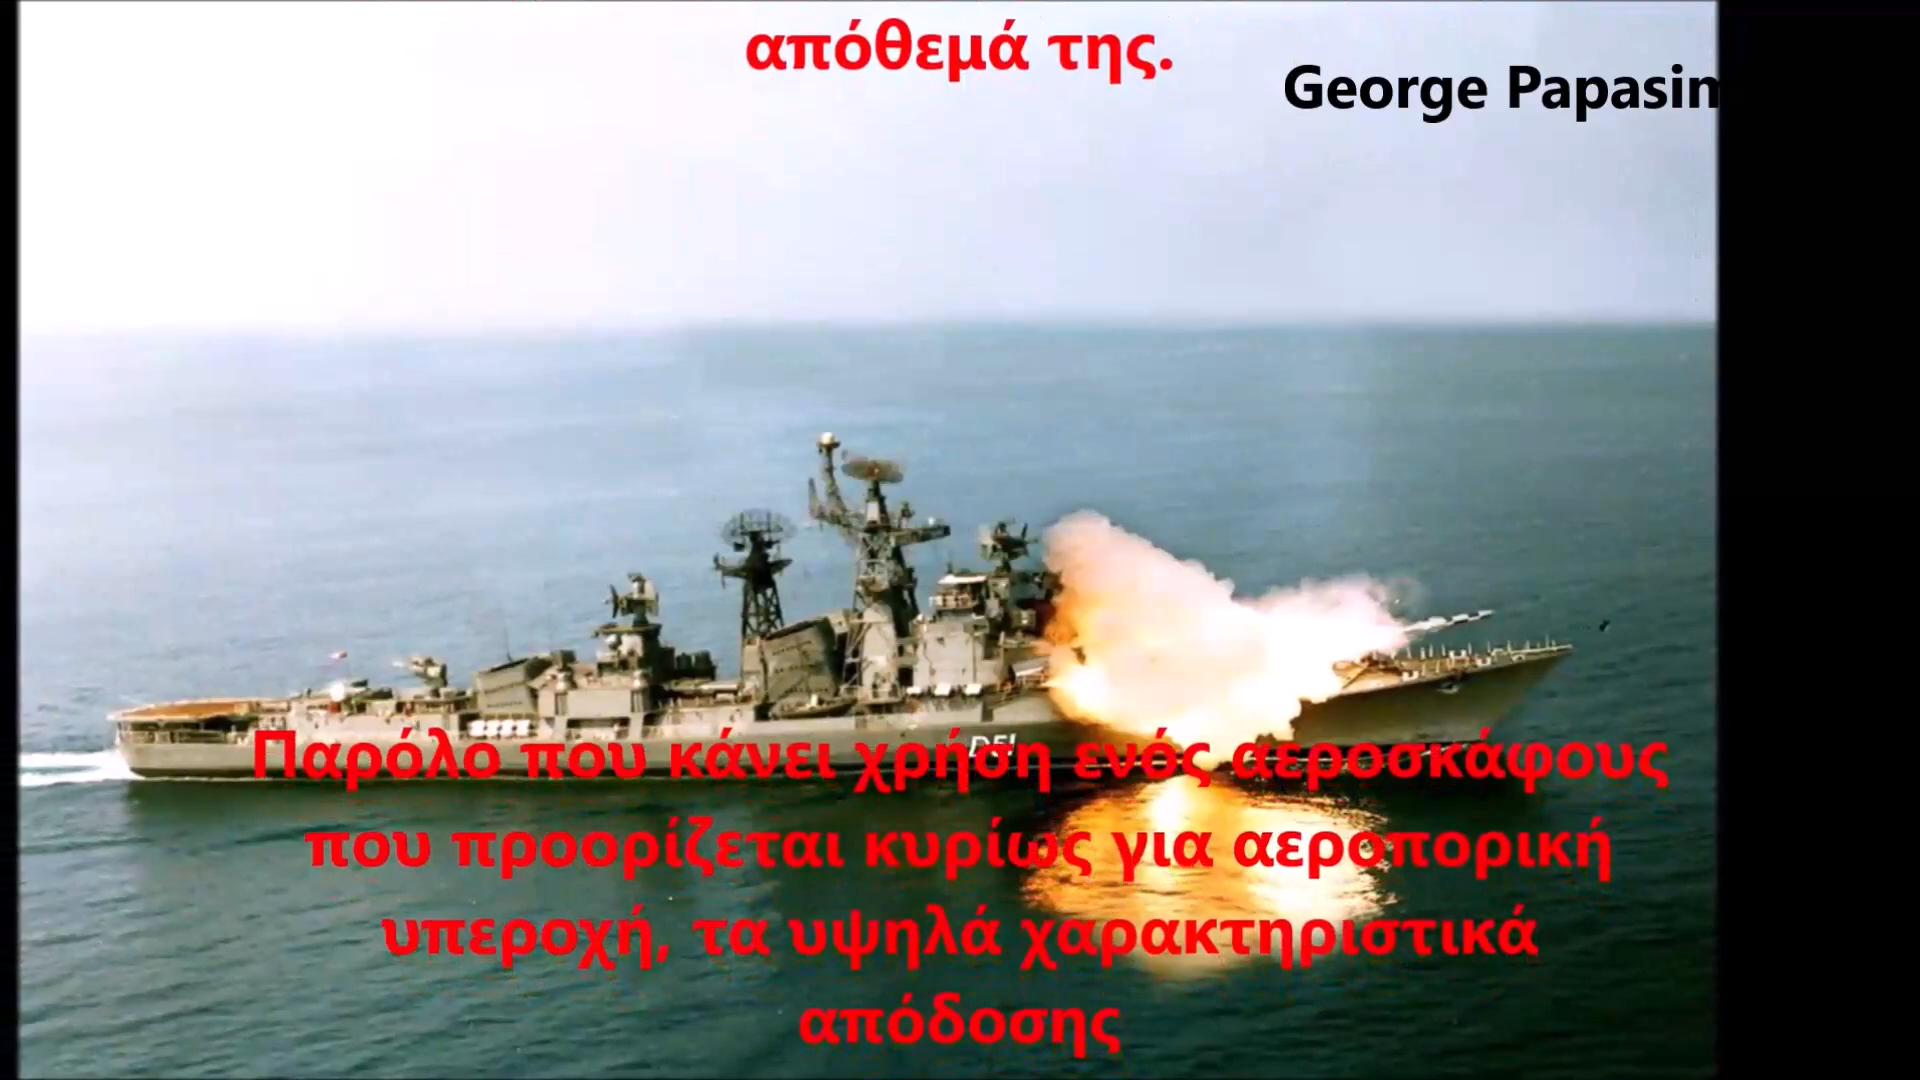 απόθεμά της.
George Papasim
D51
Παρόλο που κάνει χρήση ενός αεροσκάφους
που προορίζεται κυρίως για αεροπορική
υπεροχή, τα υψηλά χαρακτηριστικά
απόδοσης